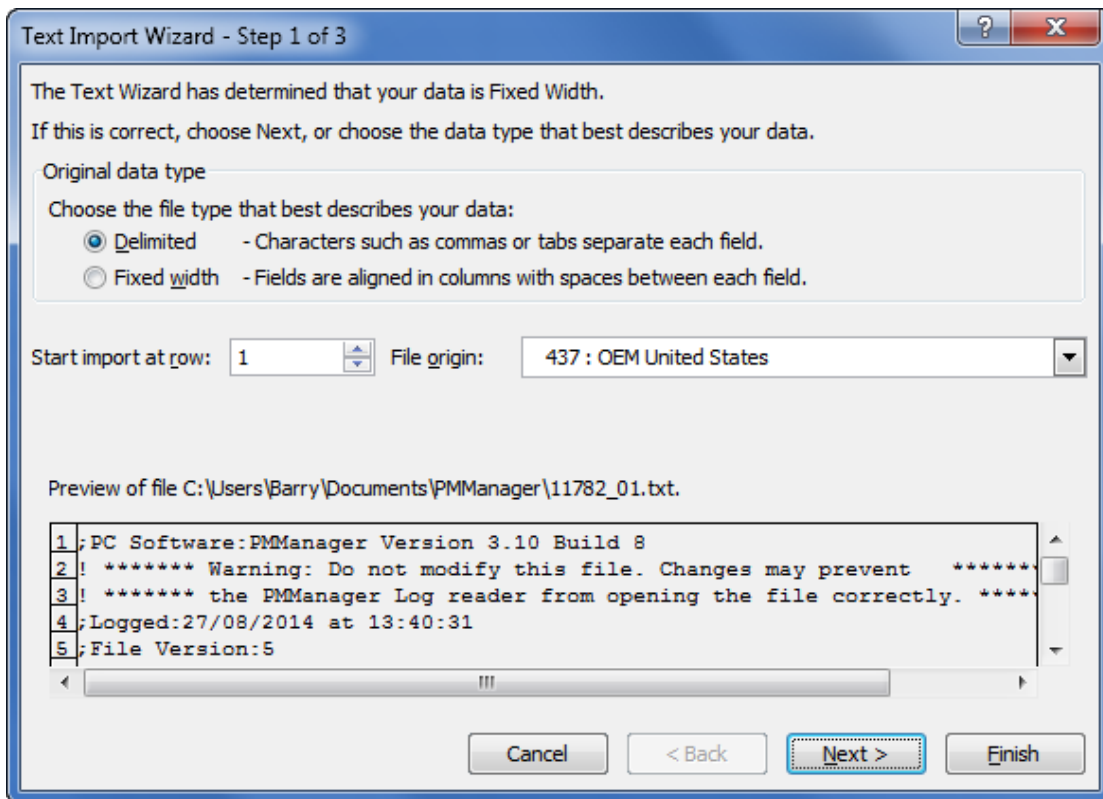 Text Import Wizard - Step 1 of 3
The Text Wizard has determined that your data is Fixed Width.
If this is correct, choose Next, or choose the data type that best describes your data.
Original data type
Choose the file type that best describes your data:
Delimited - Characters such as commas or tabs separate each field.
Fixed width - Fields are aligned in columns with spaces between each field.
Start import at row: 1 File origin: 437 : OEM United States
Preview of file C:\Users\Barry\Documents\PMManager\11782_01.txt.
1 ;PC Software:PMManager Version 3.10 Build 8
2 ! ******* Warning: Do not modify this file. Changes may prevent *******
3 ! ******* the PMManager Log reader from opening the file correctly. *****
4 ;Logged:27/08/2014 at 13:40:31
5 ;File Version:5
Cancel < Back Next > Finish